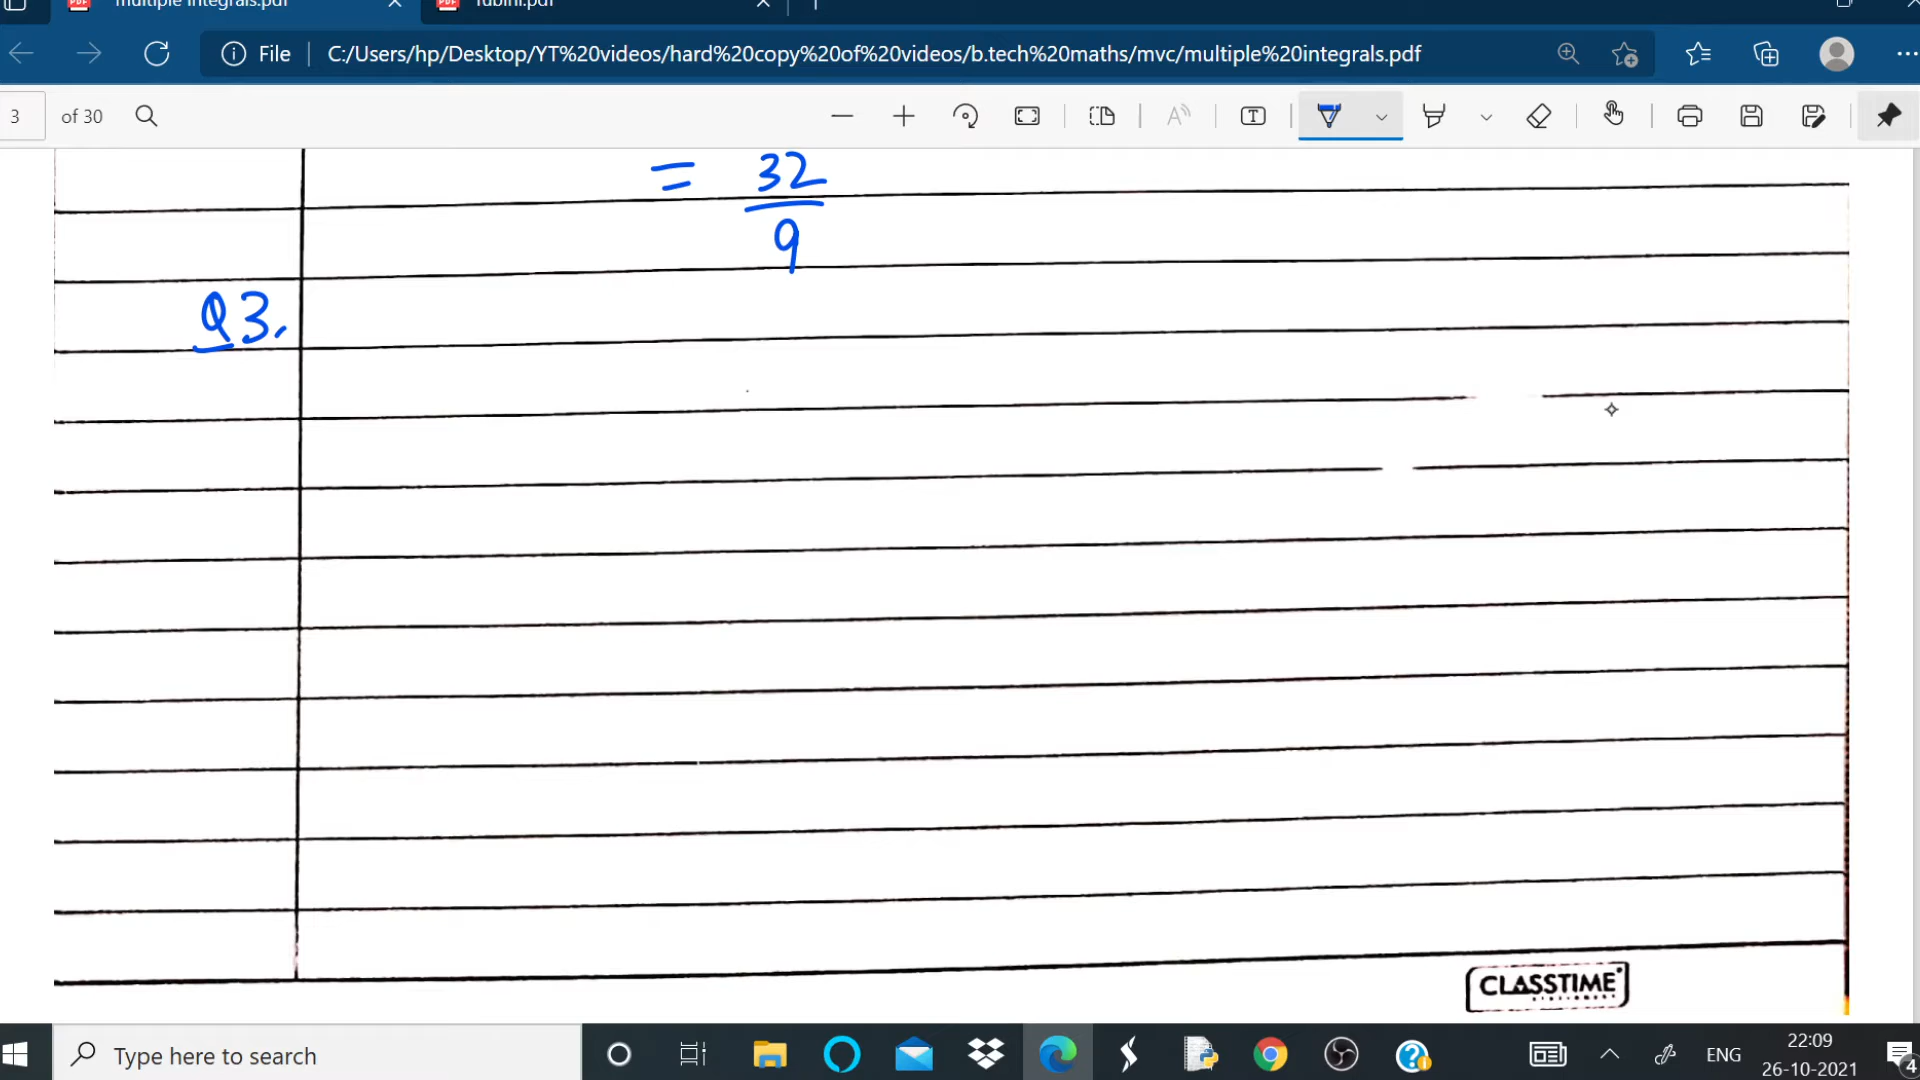 multiple integrals.pdf
fubini.pdf
File
C:/Users/hp/Desktop/YT%20videos/hard%20copy%20of%20videos/b.tech%20maths/mvc/multiple%20integrals.pdf
3 of 30
= 32
9
Q3.
CLASSTIME
Type here to search
ENG
22:09
26-10-2021
4